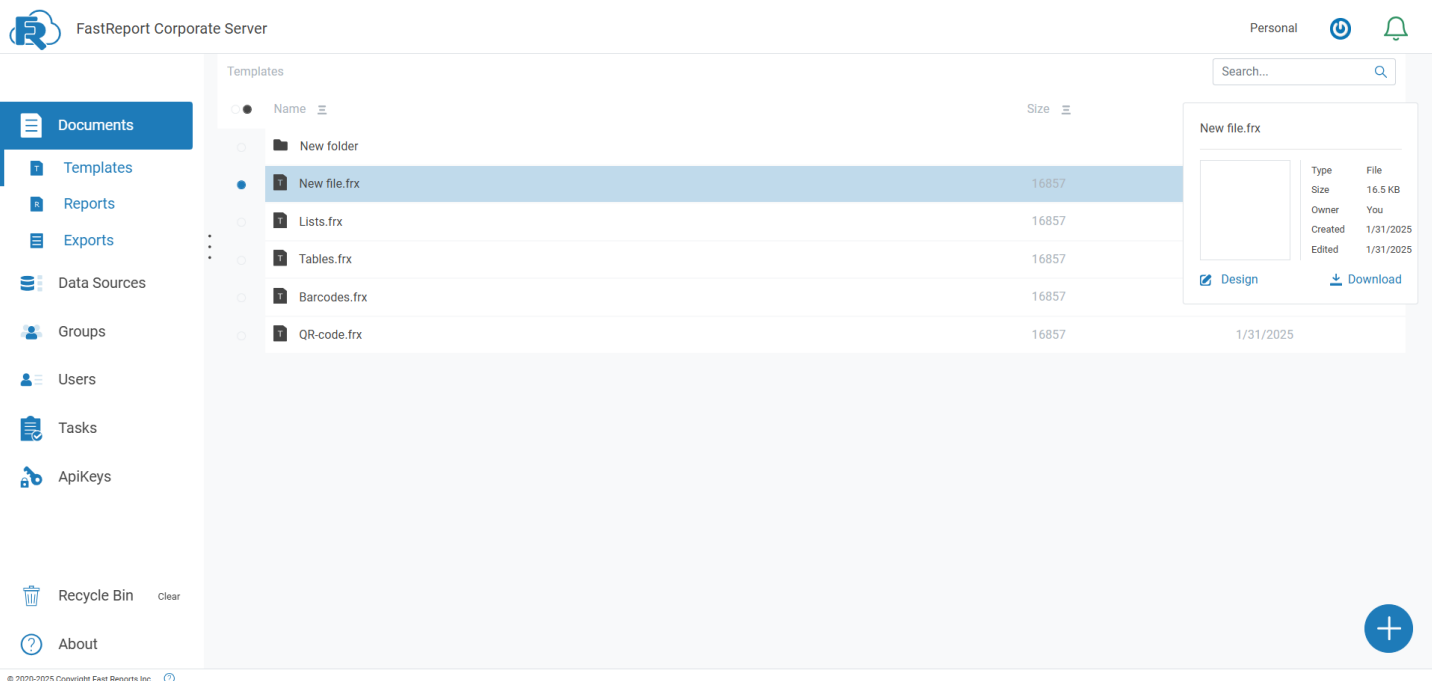 FastReport Corporate Server
Personal
Templates
Search...
Name
Size
Documents
Templates
Reports
Exports
Data Sources
Groups
Users
Tasks
ApiKeys
Recycle Bin
Clear
About
New folder
New file.frx 16857
Lists.frx 16857
Tables.frx 16857
Barcodes.frx 16857
QR-code.frx 16857 1/31/2025
New file.frx
Type File
Size 16.5 KB
Owner You
Created 1/31/2025
Edited 1/31/2025
Design
Download
© 2020-2025 Copyright Fast Reports Inc.